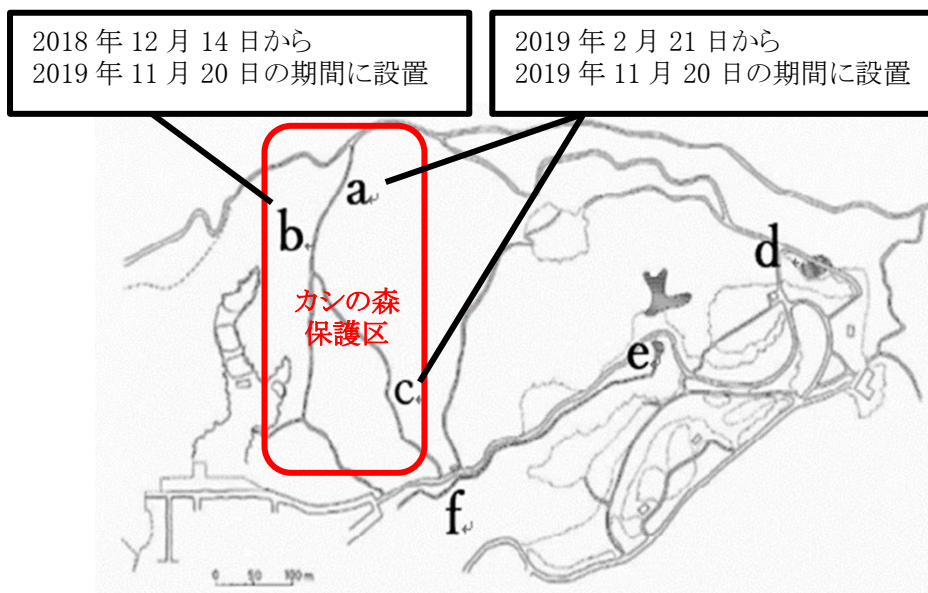 2018 年 12 月 14 日から
2019 年 11 月 20 日の期間に設置
2019 年 2 月 21 日から
2019 年 11 月 20 日の期間に設置
a
b
d
カシの森
保護区
e
c
f
0 50 100m